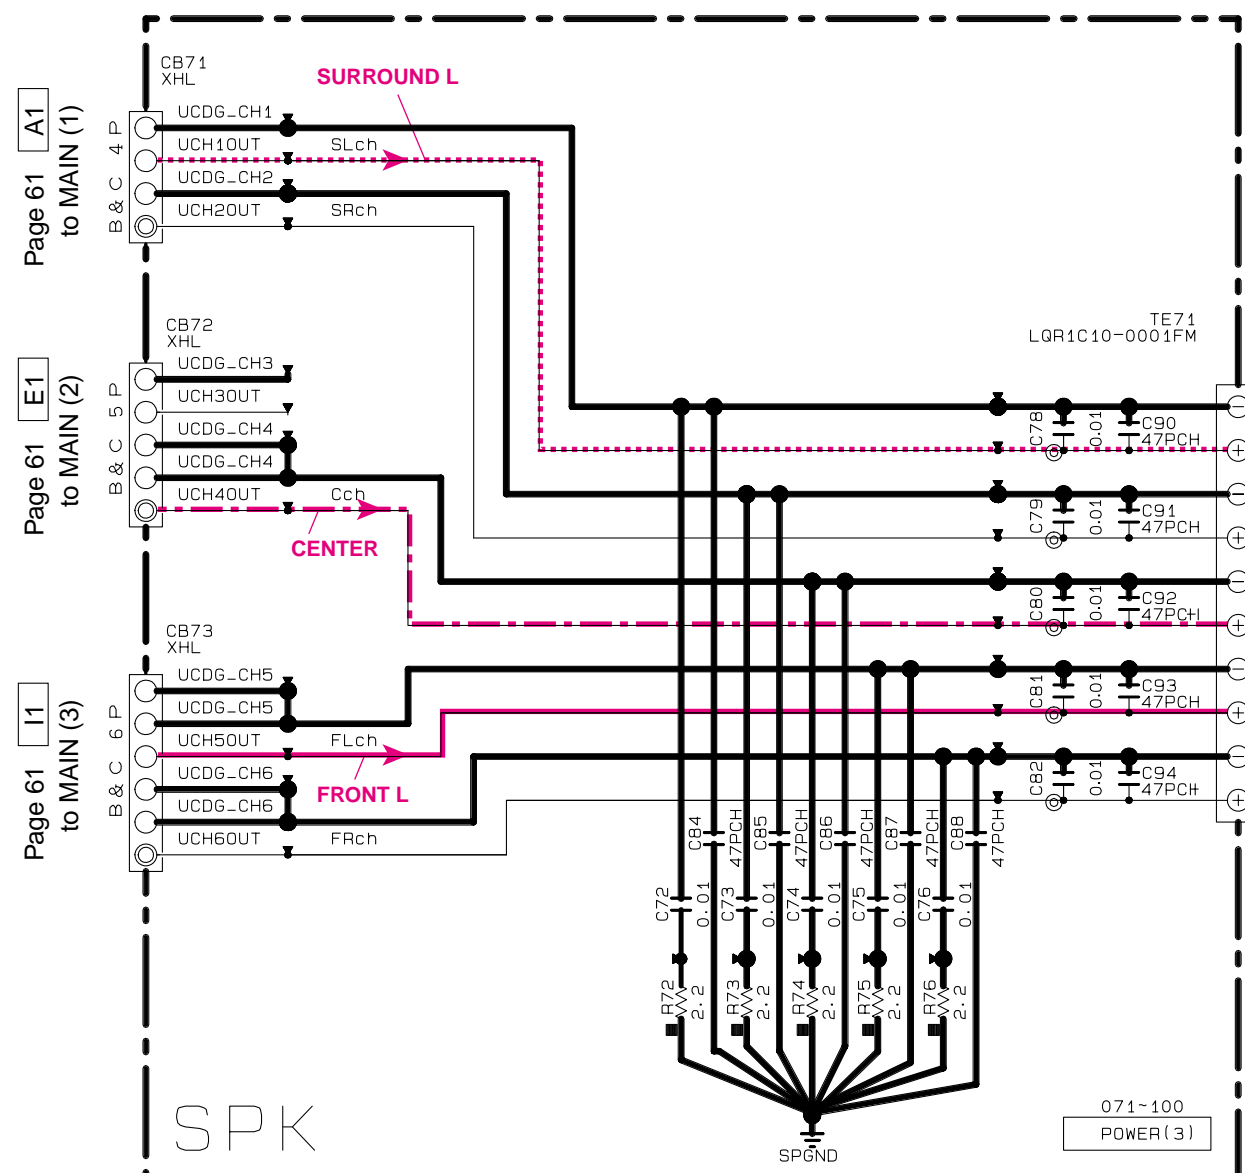 CB71
XHL
SURROUND L
A1
Page 61
to MAIN (1)
B & C 4 P
UCDG_CH1
UCH1OUT
SLch
UCDG_CH2
UCH2OUT
SRch
CB72
XHL
E1
Page 61
to MAIN (2)
B & C 5 P
UCDG_CH3
UCH3OUT
UCDG_CH4
UCDG_CH4
UCH4OUT
Cch
CENTER
CB73
XHL
I1
Page 61
to MAIN (3)
B & C 6 P
UCDG_CH5
UCDG_CH5
UCH5OUT
FLch
FRONT L
UCDG_CH6
UCDG_CH6
UCH6OUT
FRch
TE71
LQR1C10-0001FM
C78
0.01
C90
47PCH
C79
0.01
C91
47PCH
C80
0.01
C92
47PCH
C81
0.01
C93
47PCH
C82
0.01
C94
47PCH
C84
47PCH
C85
47PCH
C86
47PCH
C87
47PCH
C88
47PCH
C72
0.01
C73
0.01
C74
0.01
C75
0.01
C76
0.01
R72
2.2
R73
2.2
R74
2.2
R75
2.2
R76
2.2
SPGND
SPK
071~100
POWER(3)